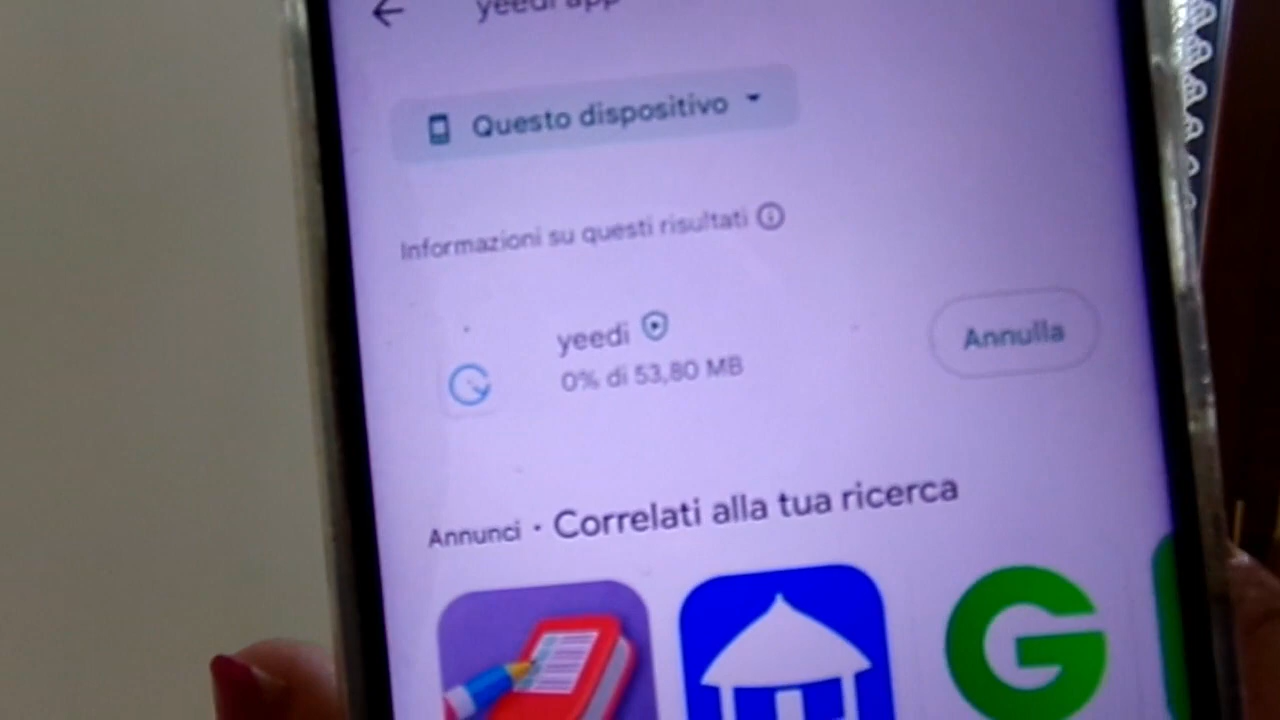 yeedi app
Questo dispositivo
Informazioni su questi risultati
yeedi
0% di 53,80 MB
Annulla
Annunci · Correlati alla tua ricerca
G